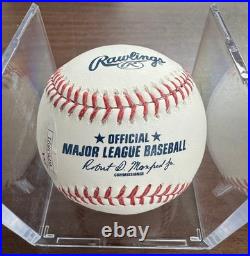 Rawlings
OFFICIAL
MAJOR LEAGUE BASEBALL
Robert D. Manfred Jr.
COMMISSIONER